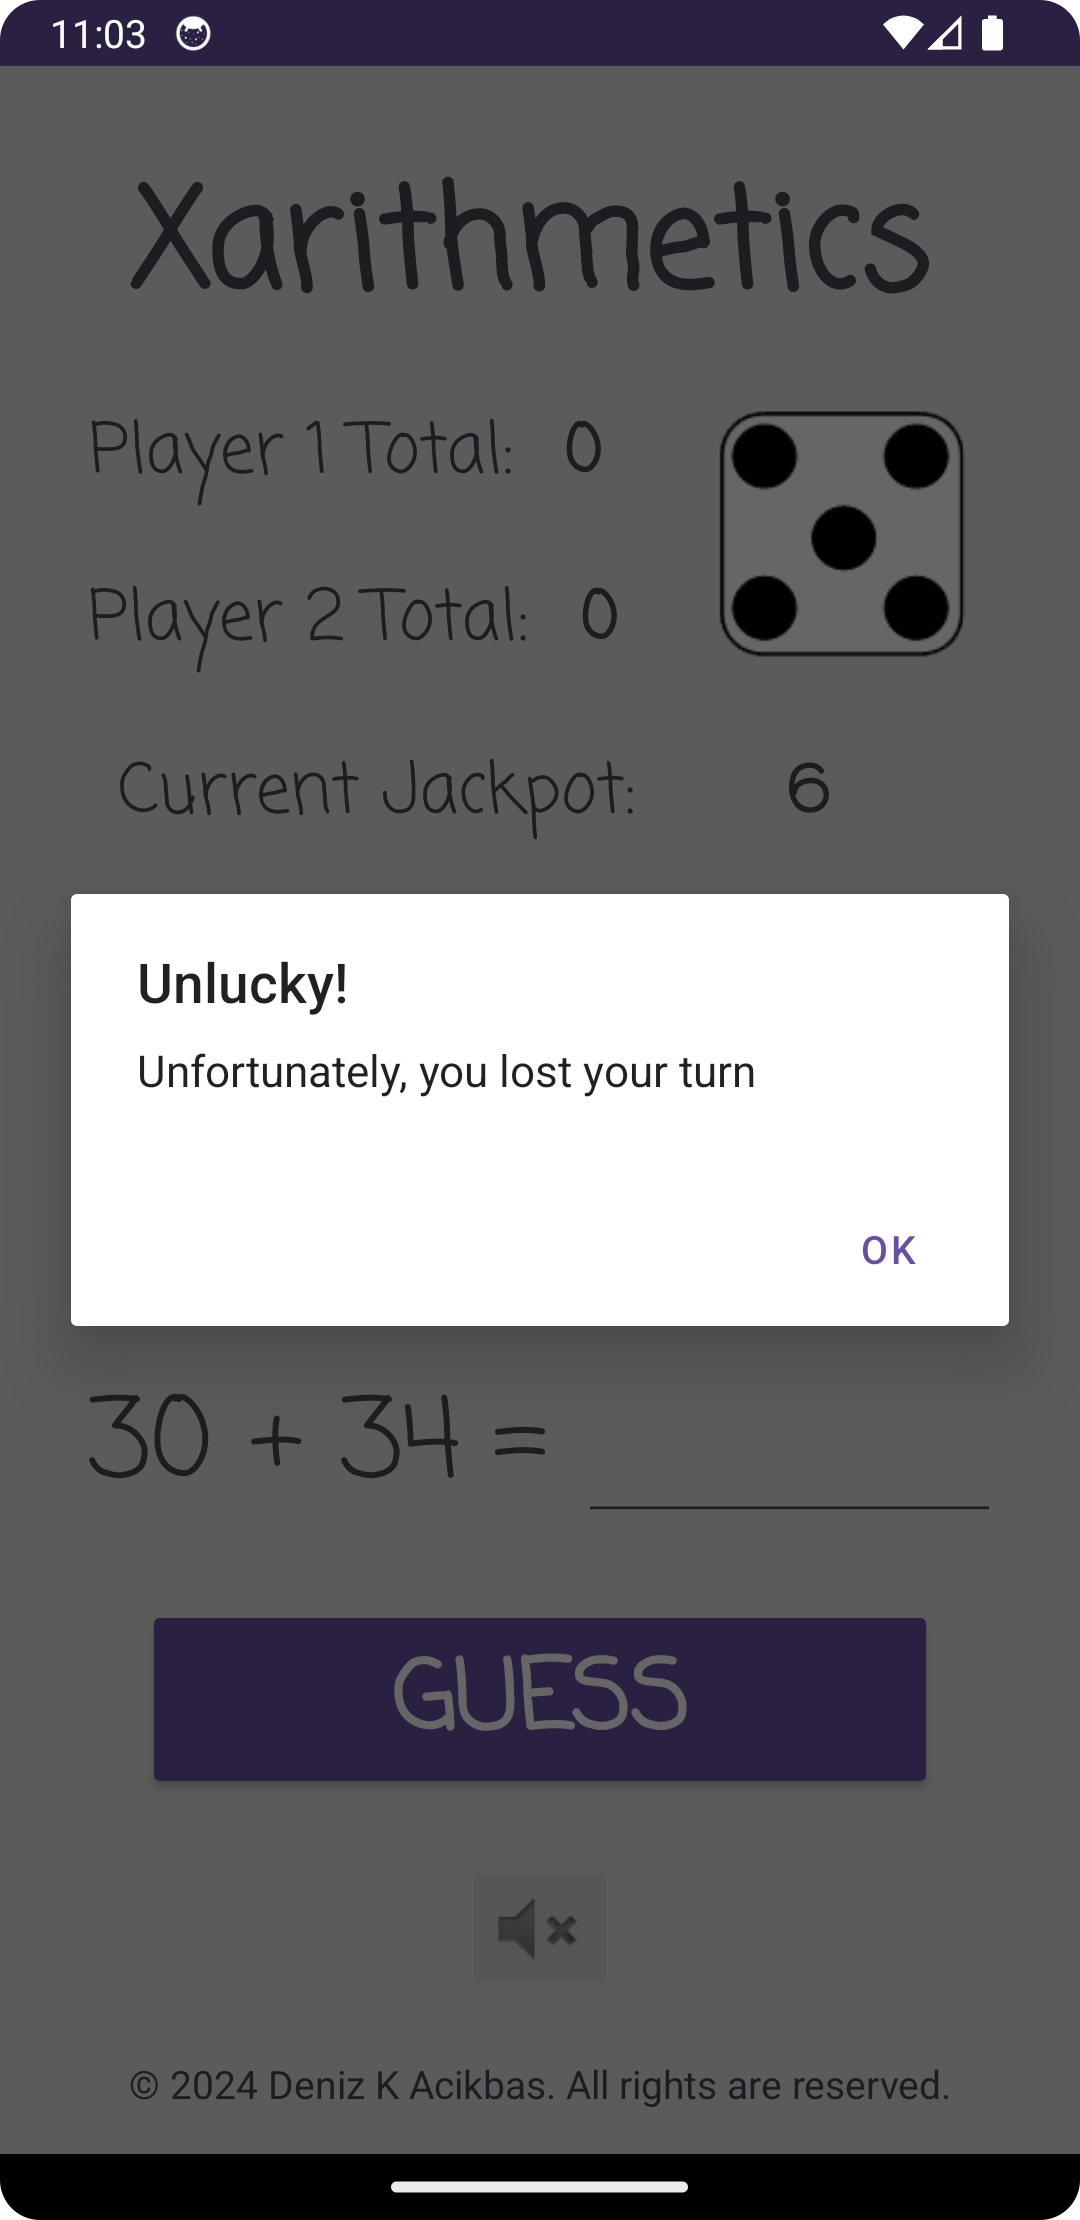 11:03
Xarithmetics
Player 1 Total: 0
Player 2 Total: 0
Current Jackpot: 6
Unlucky!
Unfortunately, you lost your turn
OK
30 + 34 =
GUESS
© 2024 Deniz K Acikbas. All rights are reserved.